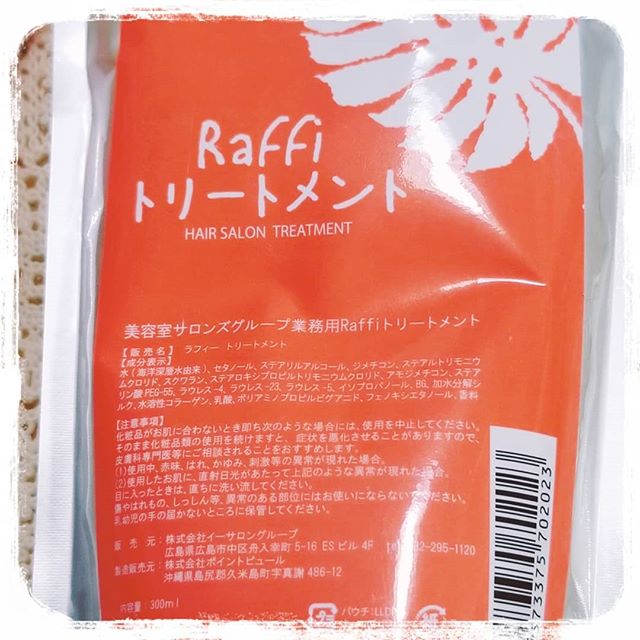 Raffi
トリートメント
HAIR SALON TREATMENT
美容室サロンズグループ業務用Raffiトリートメント
【販売名】 ラフィー トリートメント
【成分表示】
水(海洋深層水由来)、セタノール、ステアリルアルコール、ジメチコン、ステアルトリモニウ
ムクロリド、スクワラン、ステアロキシプロピルトリモニウムクロリド、アモジメチコン、ステア
リン酸PEG-55、ラウレス-4、ラウレス-23、ラウレス-5、イソプロパノール、BG、加水分解シ
ルク、水溶性コラーゲン、乳酸、ポリアミノプロピルビグアニド、フェノキシエタノール、香料
【注意事項】
化粧品がお肌に合わないとき即ち次のような場合には、使用を中止してください。
そのまま化粧品類の使用を続けますと、症状を悪化させることがありますので、
皮膚科専門医等にご相談されることをおすすめします。
(1)使用中、赤味、はれ、かゆみ、刺激等の異常が現れた場合。
(2)使用したお肌に、直射日光があたって上記のような異常が現れた場合。
目に入ったときは、直ちに洗い流してください。
傷やはれもの、しっしん等、異常のある部位にはお使いにならないでください。
乳幼児の手の届かないところに保管してください。
販売元:株式会社イーサロングループ
広島県広島市中区舟入幸町5-16 ESビル 4F
32-295-1120
製造販売元:株式会社ポイントピュール
沖縄県島尻郡久米島町字真謝 486-12
内容量 300ml
パウチ:LLDP
573375702023